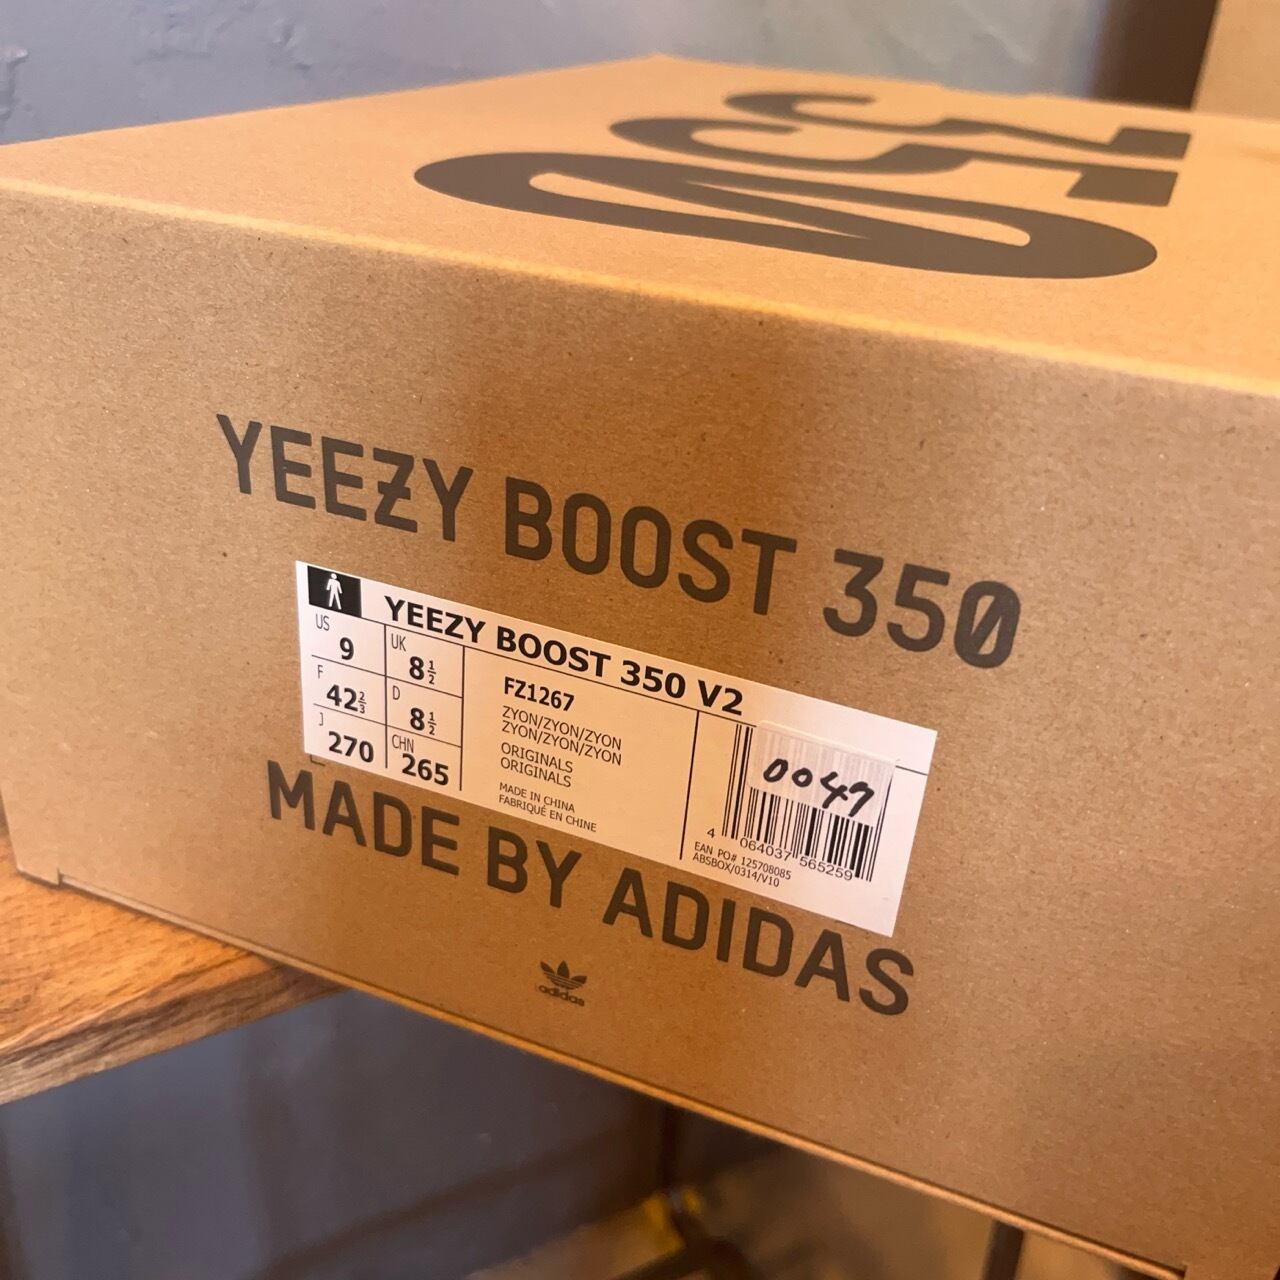 350
YEEZY BOOST 350
YEEZY BOOST 350 V2
US
9
UK
8½
F
42⅔
D
8½
J
270
CHN
265
FZ1267
ZYON/ZYON/ZYON
ZYON/ZYON/ZYON
ORIGINALS
ORIGINALS
MADE IN CHINA
FABRIQUÉ EN CHINE
0049
4 064037 565259
EAN PO# 125708085
ABSBOX/0314/V10
MADE BY ADIDAS
adidas